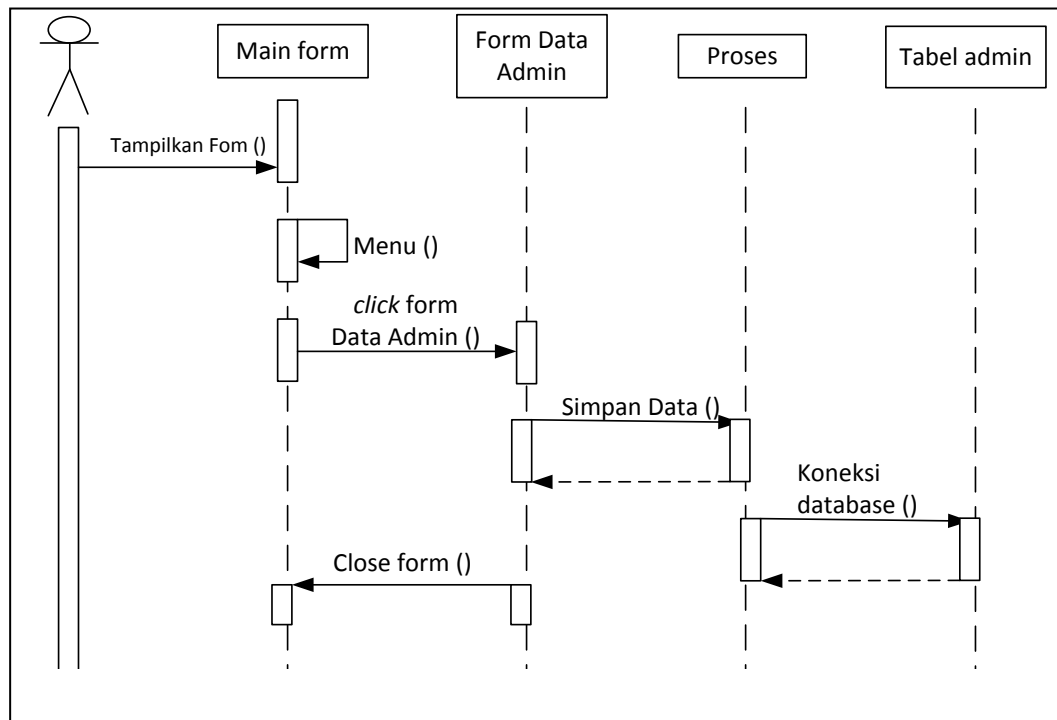 Main form
Form Data
Admin
Proses
Tabel admin
Tampilkan Fom ()
Menu ()
click form
Data Admin ()
Simpan Data ()
Koneksi
database ()
Close form ()